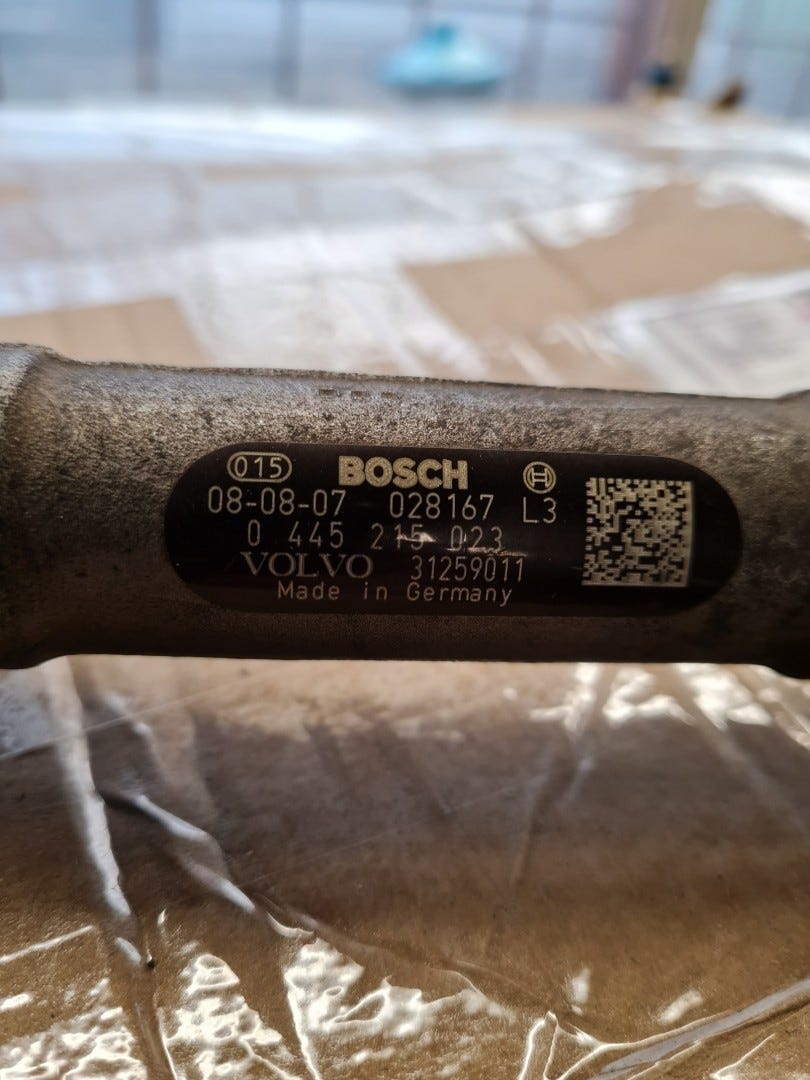 015 BOSCH
08-08-07 028167 L3
0 445 215 023
VOLVO 31259011
Made in Germany